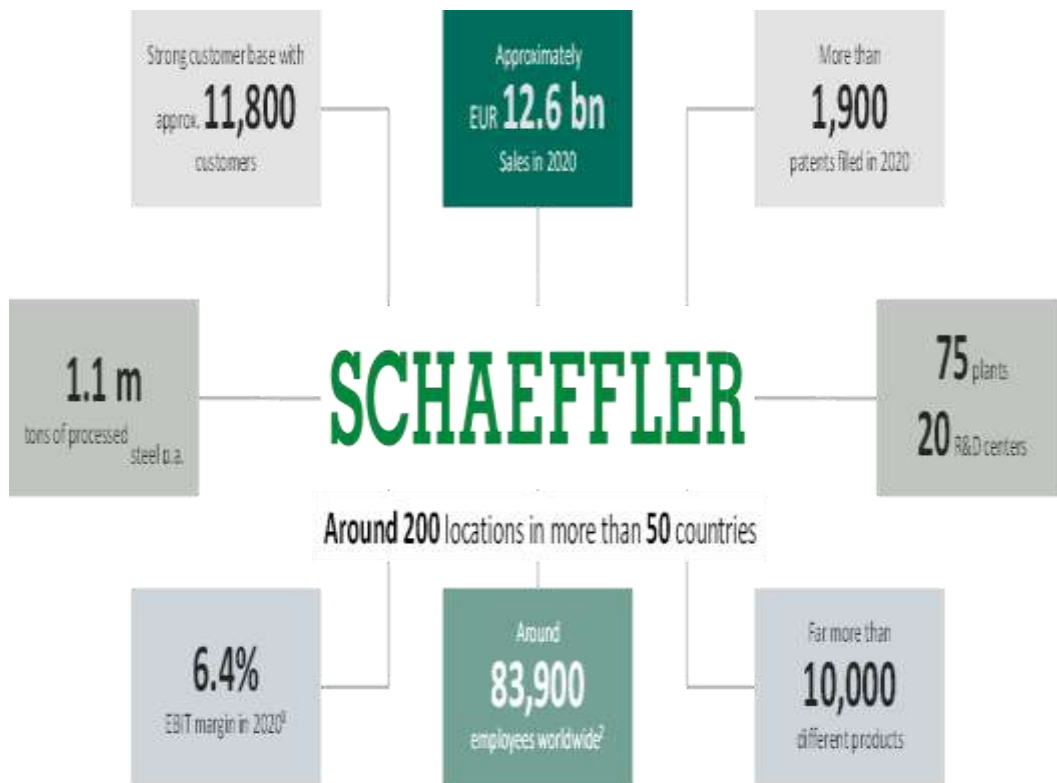 Strong customer base with
approx. 11,800
customers
Approximately
EUR 12.6 bn
Sales in 2020
More than
1,900
patents filed in 2020
1.1 m
tons of processed
steel p.a.
SCHAEFFLER
75 plants
20 R&D centers
Around 200 locations in more than 50 countries
6.4%
EBIT margin in 2020
Around
83,900
employees worldwide²
Far more than
10,000
different products